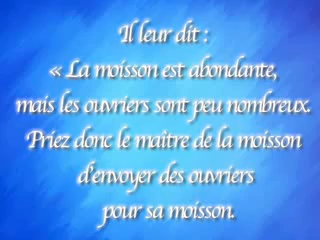 Il leur dit :
« La moisson est abondante,
mais les ouvriers sont peu nombreux.
Priez donc le maître de la moisson
d'envoyer des ouvriers
pour sa moisson.